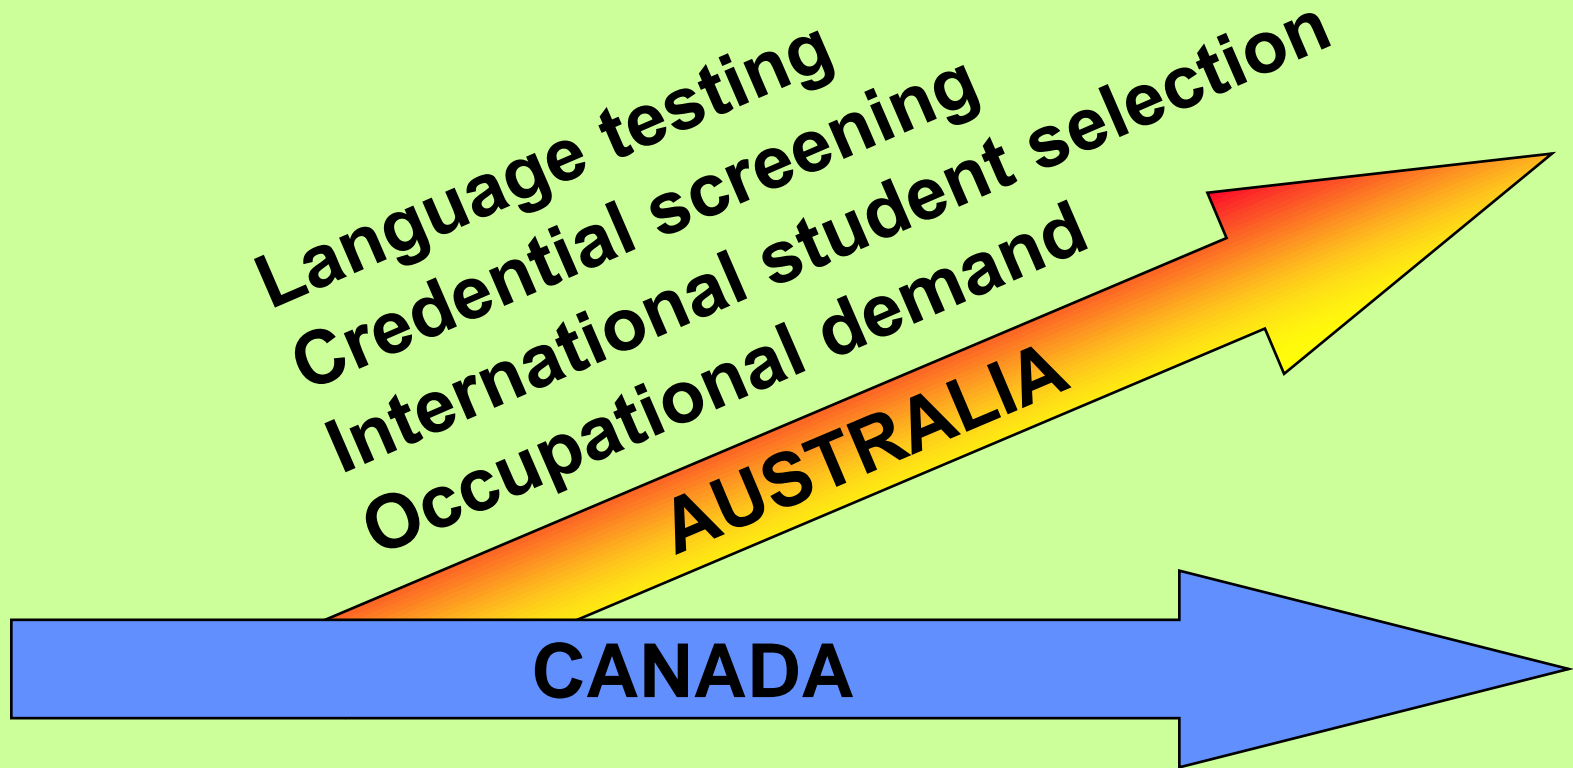 Language testing
Credential screening
International student selection
Occupational demand
AUSTRALIA
CANADA